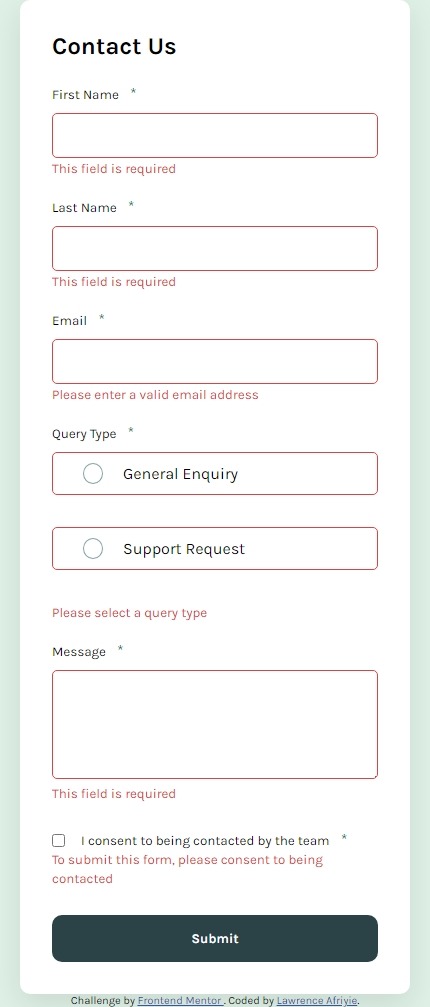 Contact Us
First Name *
This field is required
Last Name *
This field is required
Email *
Please enter a valid email address
Query Type *
General Enquiry
Support Request
Please select a query type
Message *
This field is required
I consent to being contacted by the team *
To submit this form, please consent to being
contacted
Submit
Challenge by Frontend Mentor . Coded by Lawrence Afriyie.